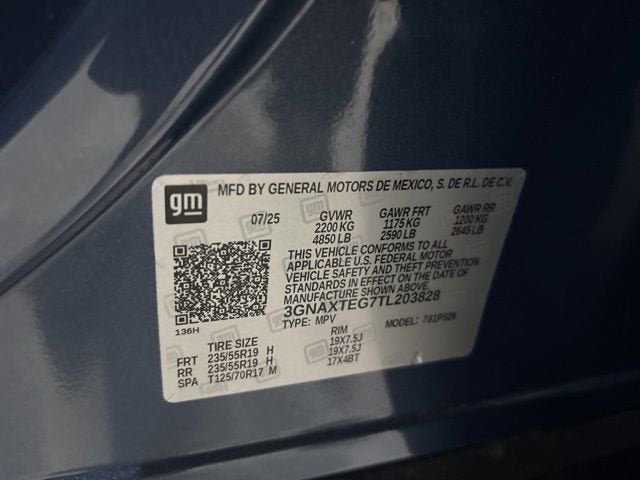 gm MFD BY GENERAL MOTORS DE MEXICO, S. DE R.L. DE C.V.
07/25 GVWR GAWR FRT GAWR RR
2200 KG 1175 KG 1200 KG
4850 LB 2590 LB 2645 LB
THIS VEHICLE CONFORMS TO ALL
APPLICABLE U.S. FEDERAL MOTOR
VEHICLE SAFETY AND THEFT PREVENTION
STANDARDS IN EFFECT ON THE DATE OF
MANUFACTURE SHOWN ABOVE.
3GNAXTEG7TL203828
TYPE: MPV MODEL: 781PS26
136H
TIRE SIZE RIM
FRT 235/55R19 H 19X7.5J
RR 235/55R19 H 19X7.5J
SPA T125/70R17 M 17X4BT